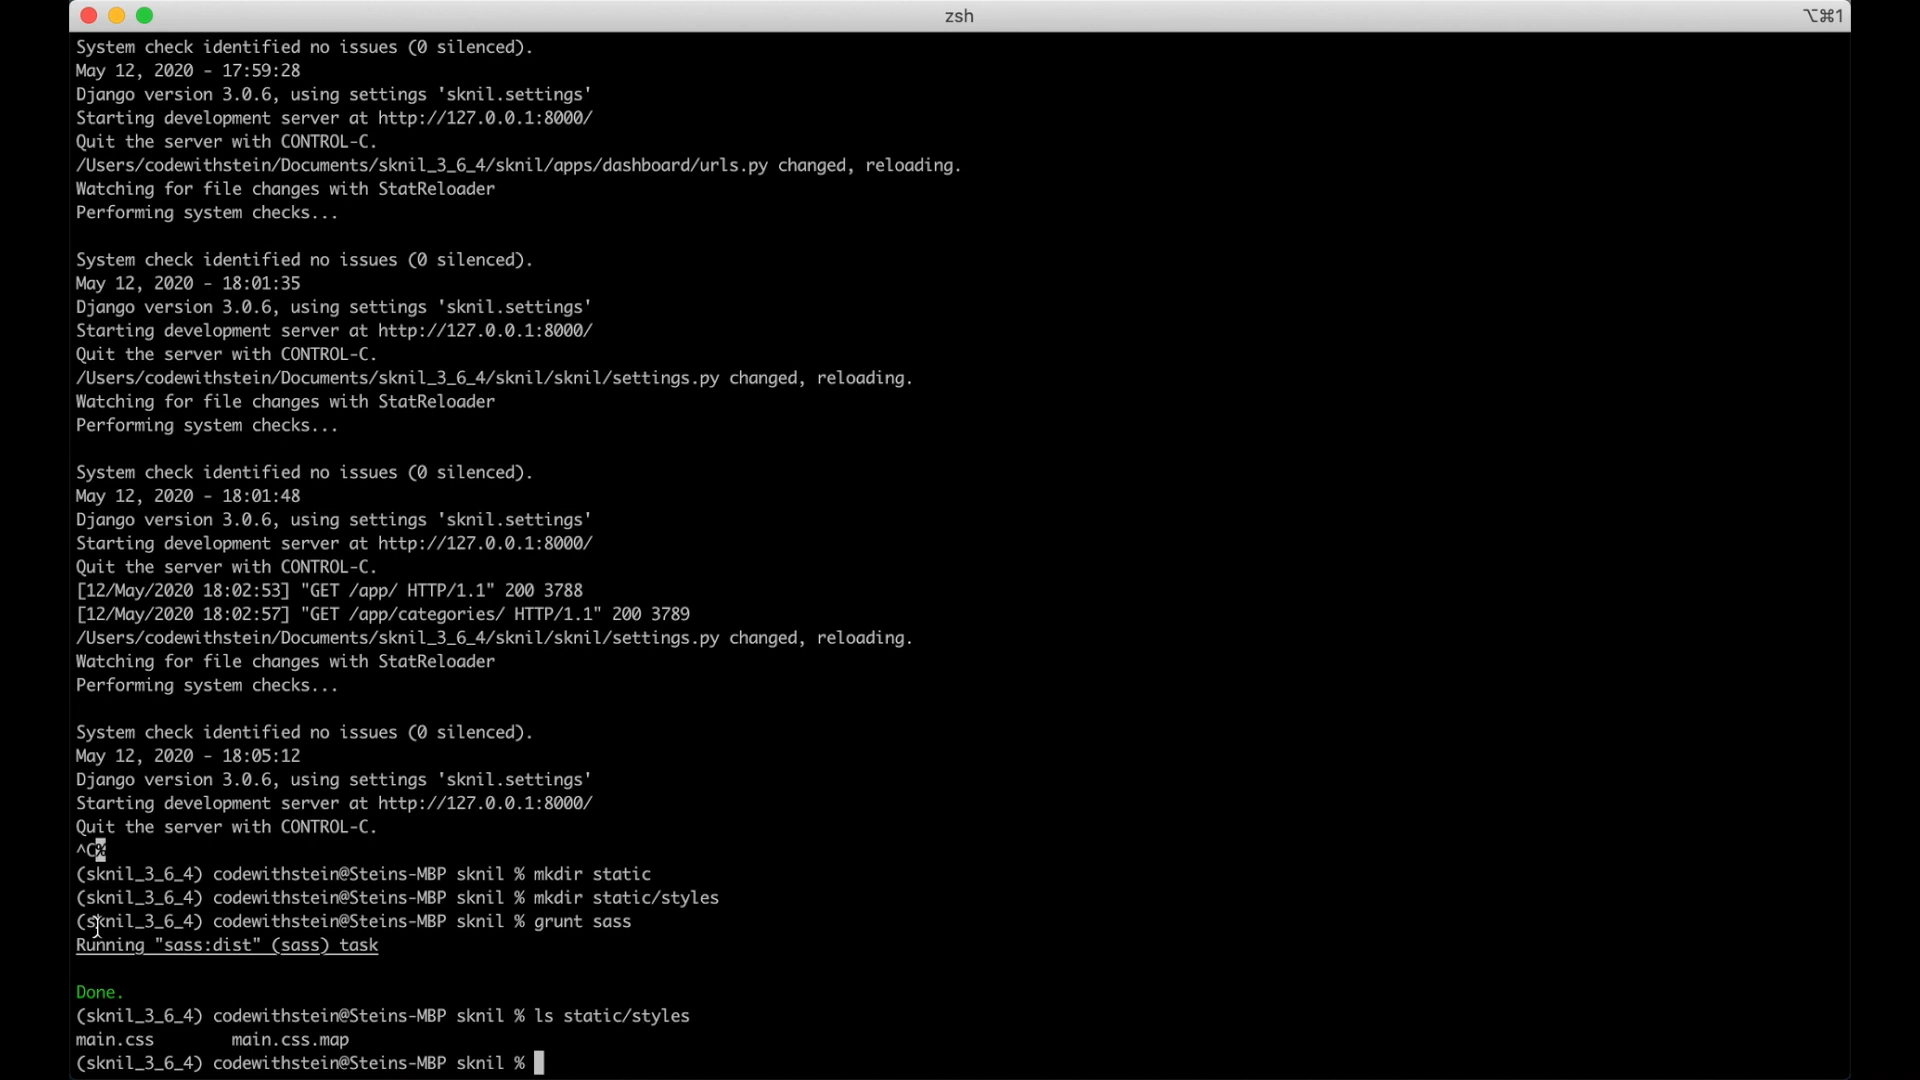 zsh
⌥⌘1
System check identified no issues (0 silenced).
May 12, 2020 - 17:59:28
Django version 3.0.6, using settings 'sknil.settings'
Starting development server at http://127.0.0.1:8000/
Quit the server with CONTROL-C.
/Users/codewithstein/Documents/sknil_3_6_4/sknil/apps/dashboard/urls.py changed, reloading.
Watching for file changes with StatReloader
Performing system checks...
System check identified no issues (0 silenced).
May 12, 2020 - 18:01:35
Django version 3.0.6, using settings 'sknil.settings'
Starting development server at http://127.0.0.1:8000/
Quit the server with CONTROL-C.
/Users/codewithstein/Documents/sknil_3_6_4/sknil/sknil/settings.py changed, reloading.
Watching for file changes with StatReloader
Performing system checks...
System check identified no issues (0 silenced).
May 12, 2020 - 18:01:48
Django version 3.0.6, using settings 'sknil.settings'
Starting development server at http://127.0.0.1:8000/
Quit the server with CONTROL-C.
[12/May/2020 18:02:53] "GET /app/ HTTP/1.1" 200 3788
[12/May/2020 18:02:57] "GET /app/categories/ HTTP/1.1" 200 3789
/Users/codewithstein/Documents/sknil_3_6_4/sknil/sknil/settings.py changed, reloading.
Watching for file changes with StatReloader
Performing system checks...
System check identified no issues (0 silenced).
May 12, 2020 - 18:05:12
Django version 3.0.6, using settings 'sknil.settings'
Starting development server at http://127.0.0.1:8000/
Quit the server with CONTROL-C.
^C%
(sknil_3_6_4) codewithstein@Steins-MBP sknil % mkdir static
(sknil_3_6_4) codewithstein@Steins-MBP sknil % mkdir static/styles
(sknil_3_6_4) codewithstein@Steins-MBP sknil % grunt sass
Running "sass:dist" (sass) task
Done.
(sknil_3_6_4) codewithstein@Steins-MBP sknil % ls static/styles
main.css main.css.map
(sknil_3_6_4) codewithstein@Steins-MBP sknil %